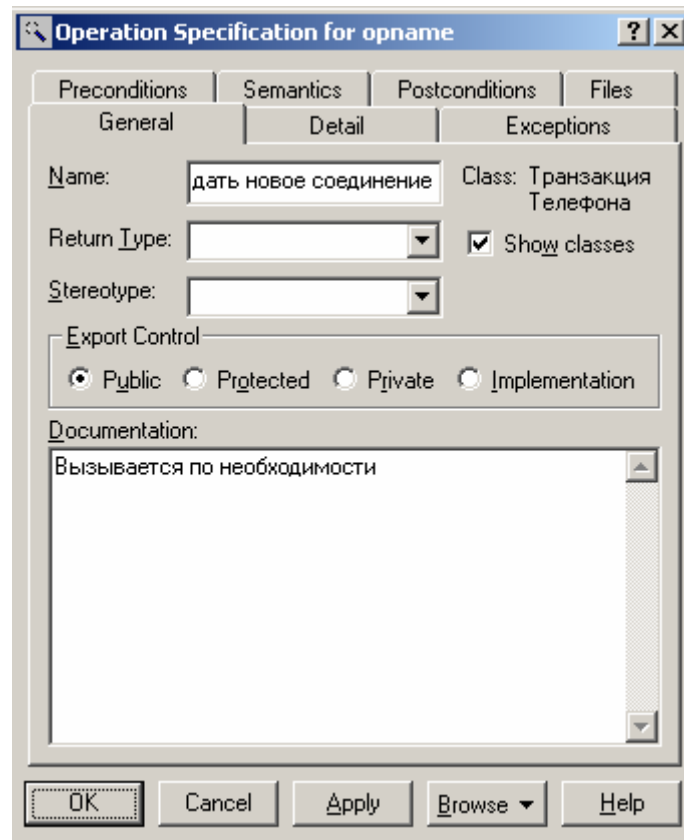 Operation Specification for opname
Preconditions Semantics Postconditions Files
General Detail Exceptions
Name: дать новое соединение Class: Транзакция
Телефона
Return Type: Show classes
Stereotype:
Export Control
Public Protected Private Implementation
Documentation:
Вызывается по необходимости
OK Cancel Apply Browse Help